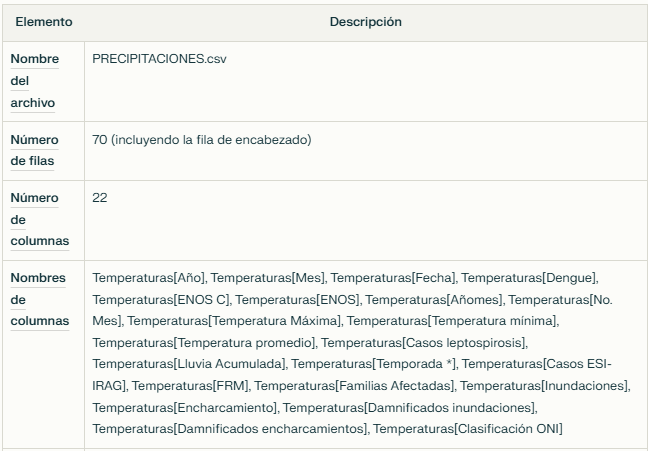 Elemento Descripción
Nombre del archivo PRECIPITACIONES.csv
Número de filas 70 (incluyendo la fila de encabezado)
Número de columnas 22
Nombres de columnas
Temperaturas[Año], Temperaturas[Mes], Temperaturas[Fecha], Temperaturas[Dengue],
Temperaturas[ENOS C], Temperaturas[ENOS], Temperaturas[Añomes], Temperaturas[No.
Mes], Temperaturas[Temperatura Máxima], Temperaturas[Temperatura mínima],
Temperaturas[Temperatura promedio], Temperaturas[Casos leptospirosis],
Temperaturas[Lluvia Acumulada], Temperaturas[Temporada *], Temperaturas[Casos ESI-
IRAG], Temperaturas[FRM], Temperaturas[Familias Afectadas], Temperaturas[Inundaciones],
Temperaturas[Encharcamiento], Temperaturas[Damnificados inundaciones],
Temperaturas[Damnificados encharcamientos], Temperaturas[Clasificación ONI]